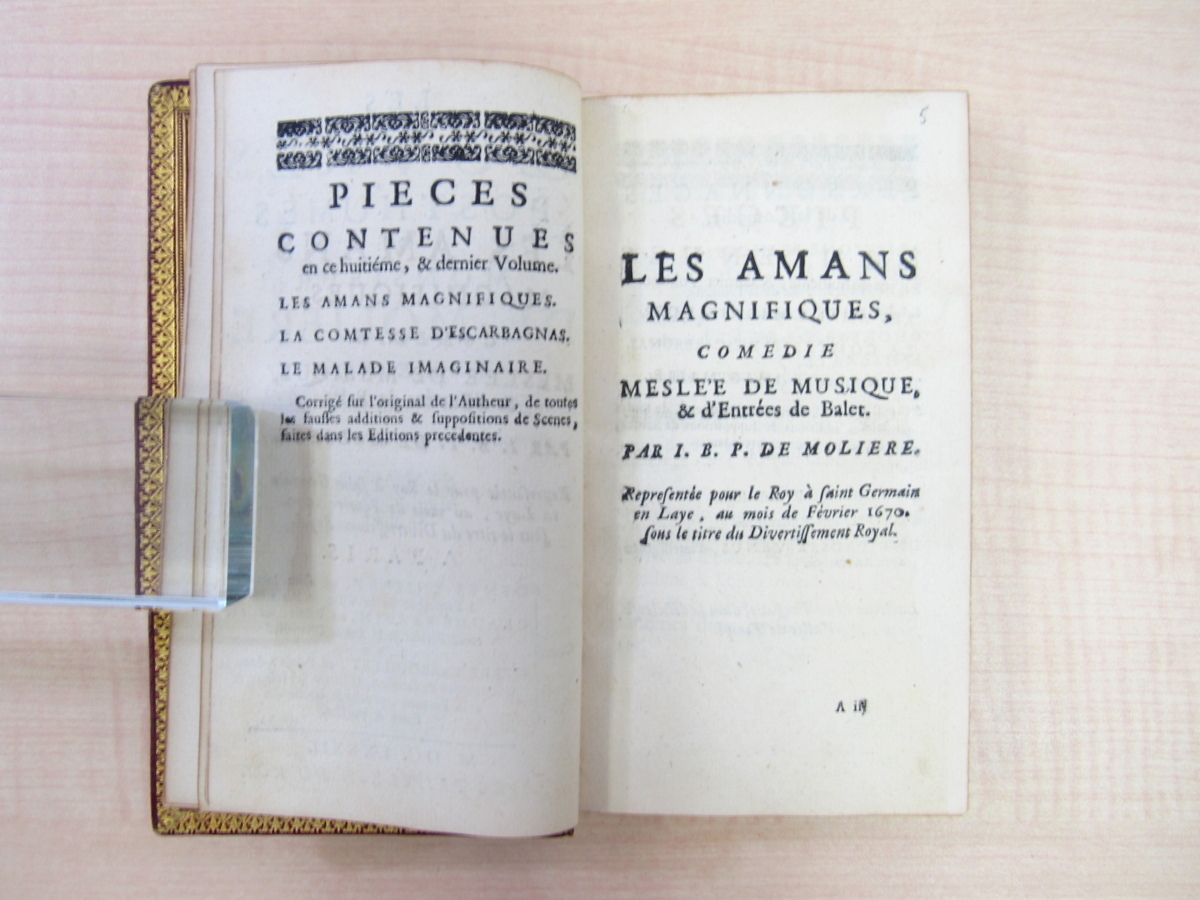 PIECES
CONTENUES
en ce huitiéme, & dernier Volume.
LES AMANS MAGNIFIQUES.
LA COMTESSE D'ESCARBAGNAS.
LE MALADE IMAGINAIRE.
Corrigé ſur l'original de l'Autheur, de toutes
les fauſſes additions & ſuppoſitions de Scenes,
faites dans les Editions precedentes.
5
LES AMANS
MAGNIFIQUES,
COMEDIE
MESLE'E DE MUSIQUE,
& d'Entrées de Balet.
PAR I. B. P. DE MOLIERE.
Repreſentée pour le Roy à ſaint Germain
en Laye, au mois de Février 1670.
ſous le titre du Divertiſſement Royal.
A iij